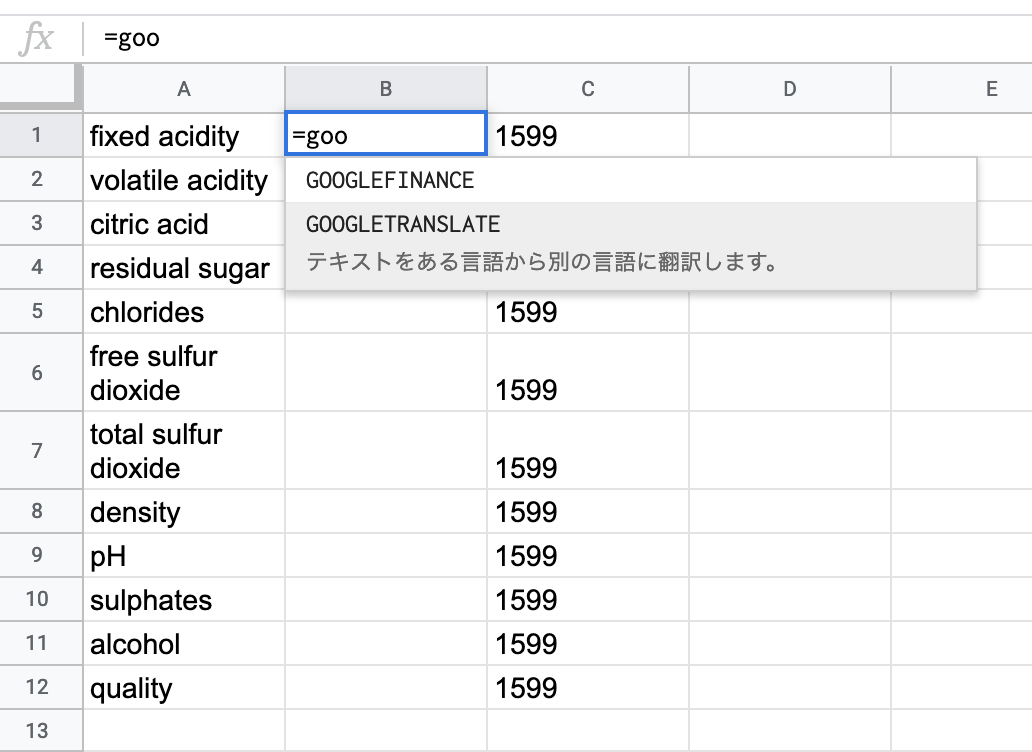 fx =goo
A B C D E
1 fixed acidity =goo 1599
2 volatile acidity GOOGLEFINANCE
3 citric acid GOOGLETRANSLATE
4 residual sugar テキストをある言語から別の言語に翻訳します。
5 chlorides 1599
free sulfur
6 dioxide 1599
total sulfur
7 dioxide 1599
8 density 1599
9 pH 1599
10 sulphates 1599
11 alcohol 1599
12 quality 1599
13